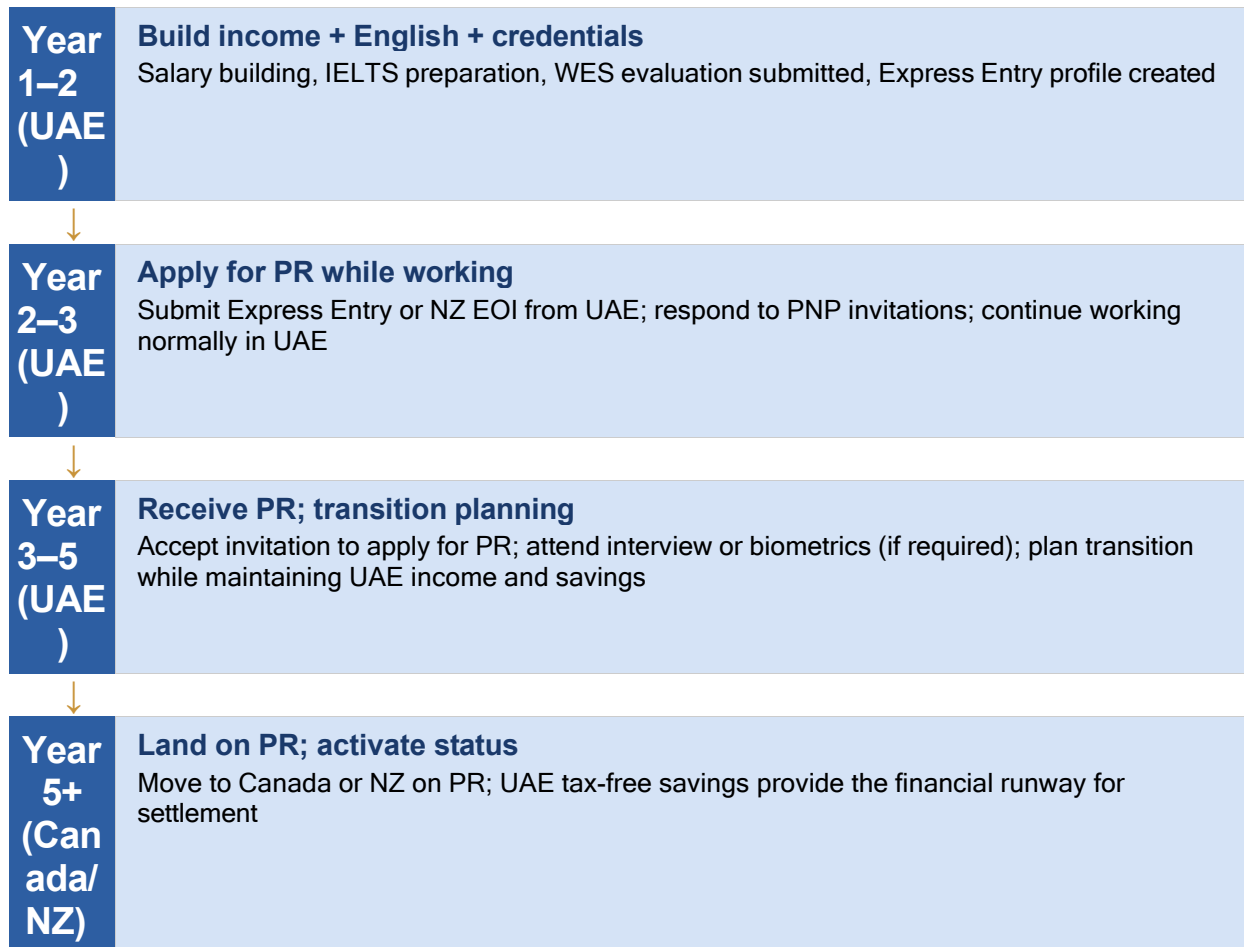 Year
1–2
(UAE
)
Build income + English + credentials
Salary building, IELTS preparation, WES evaluation submitted, Express Entry profile created
↓
Year
2–3
(UAE
)
Apply for PR while working
Submit Express Entry or NZ EOI from UAE; respond to PNP invitations; continue working
normally in UAE
↓
Year
3–5
(UAE
)
Receive PR; transition planning
Accept invitation to apply for PR; attend interview or biometrics (if required); plan transition
while maintaining UAE income and savings
↓
Year
5+
(Can
ada/
NZ)
Land on PR; activate status
Move to Canada or NZ on PR; UAE tax-free savings provide the financial runway for
settlement